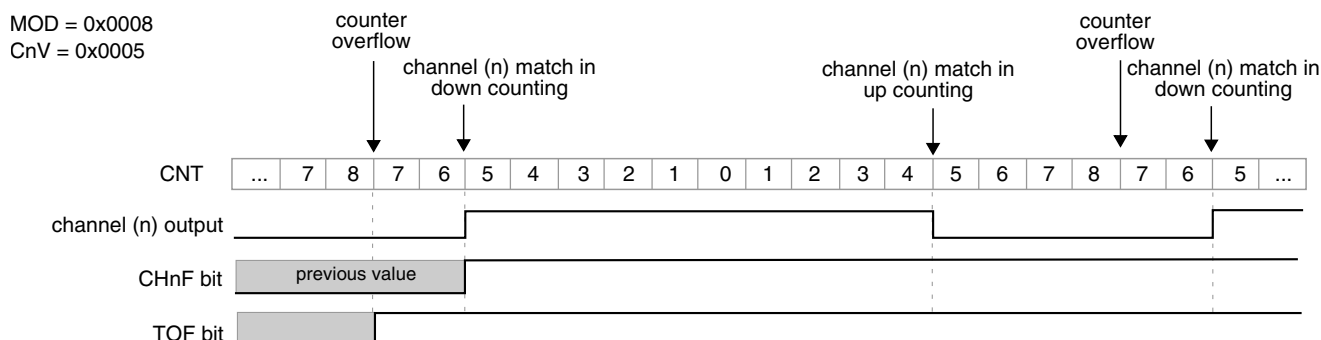 MOD = 0x0008
CnV = 0x0005
counter
overflow
channel (n) match in
down counting
channel (n) match in
up counting
counter
overflow
channel (n) match in
down counting
CNT
... 7 8 7 6 5 4 3 2 1 0 1 2 3 4 5 6 7 8 7 6 5 ...
channel (n) output
CHnF bit
previous value
TOF bit